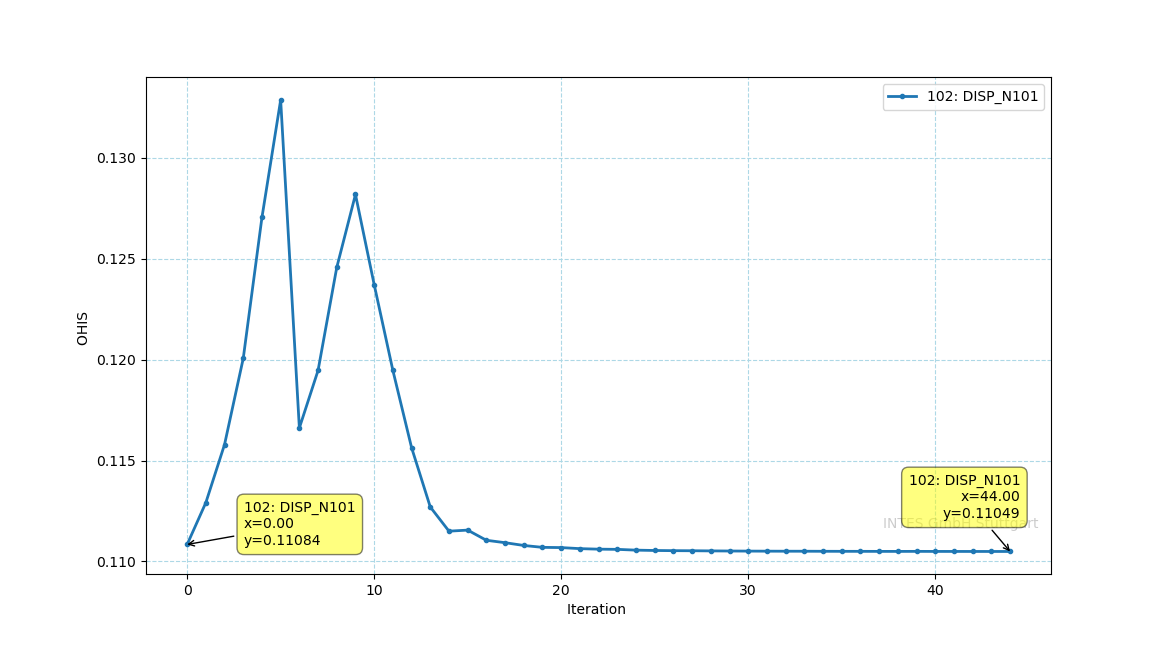 102: DISP_N101
0.130
0.125
0.120
0.115
0.110
OHIS
102: DISP_N101
x=0.00
y=0.11084
102: DISP_N101
x=44.00
y=0.11049
INTES GmbH Stuttgart
0 10 20 30 40
Iteration